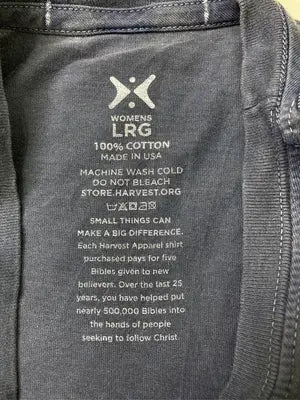 WOMENS
LRG
100% COTTON
MADE IN USA
MACHINE WASH COLD
DO NOT BLEACH
STORE.HARVEST.ORG
SMALL THINGS CAN
MAKE A BIG DIFFERENCE.
Each Harvest Apparel shirt
purchased pays for five
Bibles given to new
believers. Over the last 25
years, you have helped put
nearly 500,000 Bibles into
the hands of people
seeking to follow Christ.